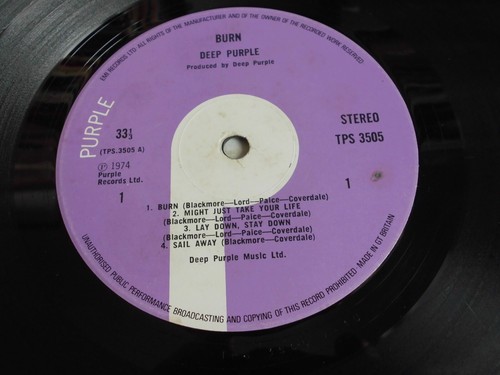 EMI RECORDS LTD. ALL RIGHTS OF THE MANUFACTURER AND OF THE OWNER OF THE RECORDED WORK RESERVED
BURN
DEEP PURPLE
Produced by Deep Purple
PURPLE
33⅓
(TPS.3505 A)
STEREO
TPS 3505
Ⓟ 1974
Purple
Records Ltd.
1
1
1. BURN (Blackmore—Lord—Paice—Coverdale)
2. MIGHT JUST TAKE YOUR LIFE
(Blackmore—Lord—Paice—Coverdale)
3. LAY DOWN, STAY DOWN
(Blackmore—Lord—Paice—Coverdale)
4. SAIL AWAY (Blackmore—Coverdale)
Deep Purple Music Ltd.
UNAUTHORISED PUBLIC PERFORMANCE BROADCASTING AND COPYING OF THIS RECORD PROHIBITED MADE IN GT BRITAIN